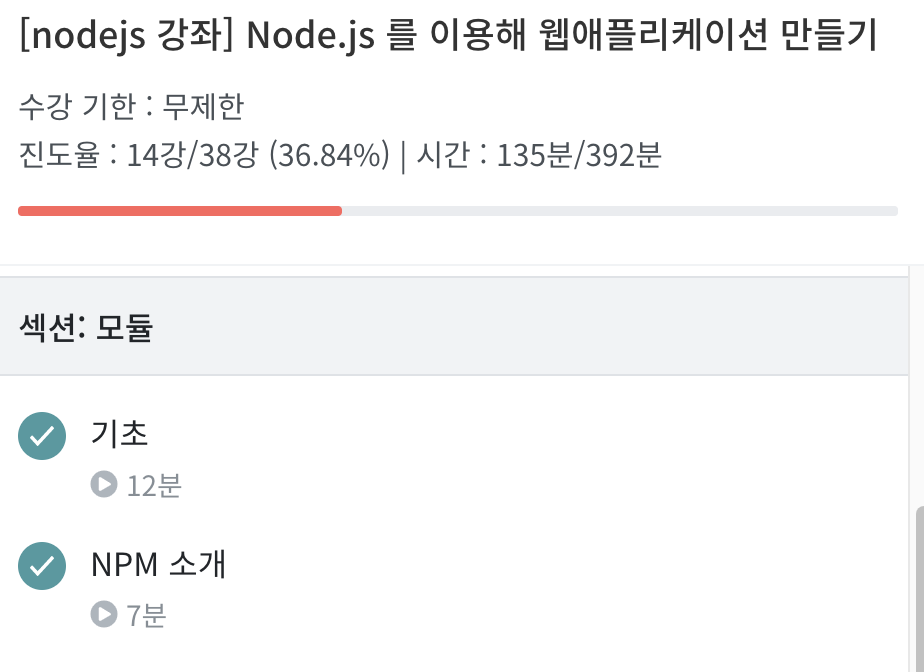 [nodejs 강좌] Node.js 를 이용해 웹애플리케이션 만들기
수강 기한 : 무제한
진도율 : 14강/38강 (36.84%) | 시간 : 135분/392분
섹션: 모듈
기초
12분
NPM 소개
7분